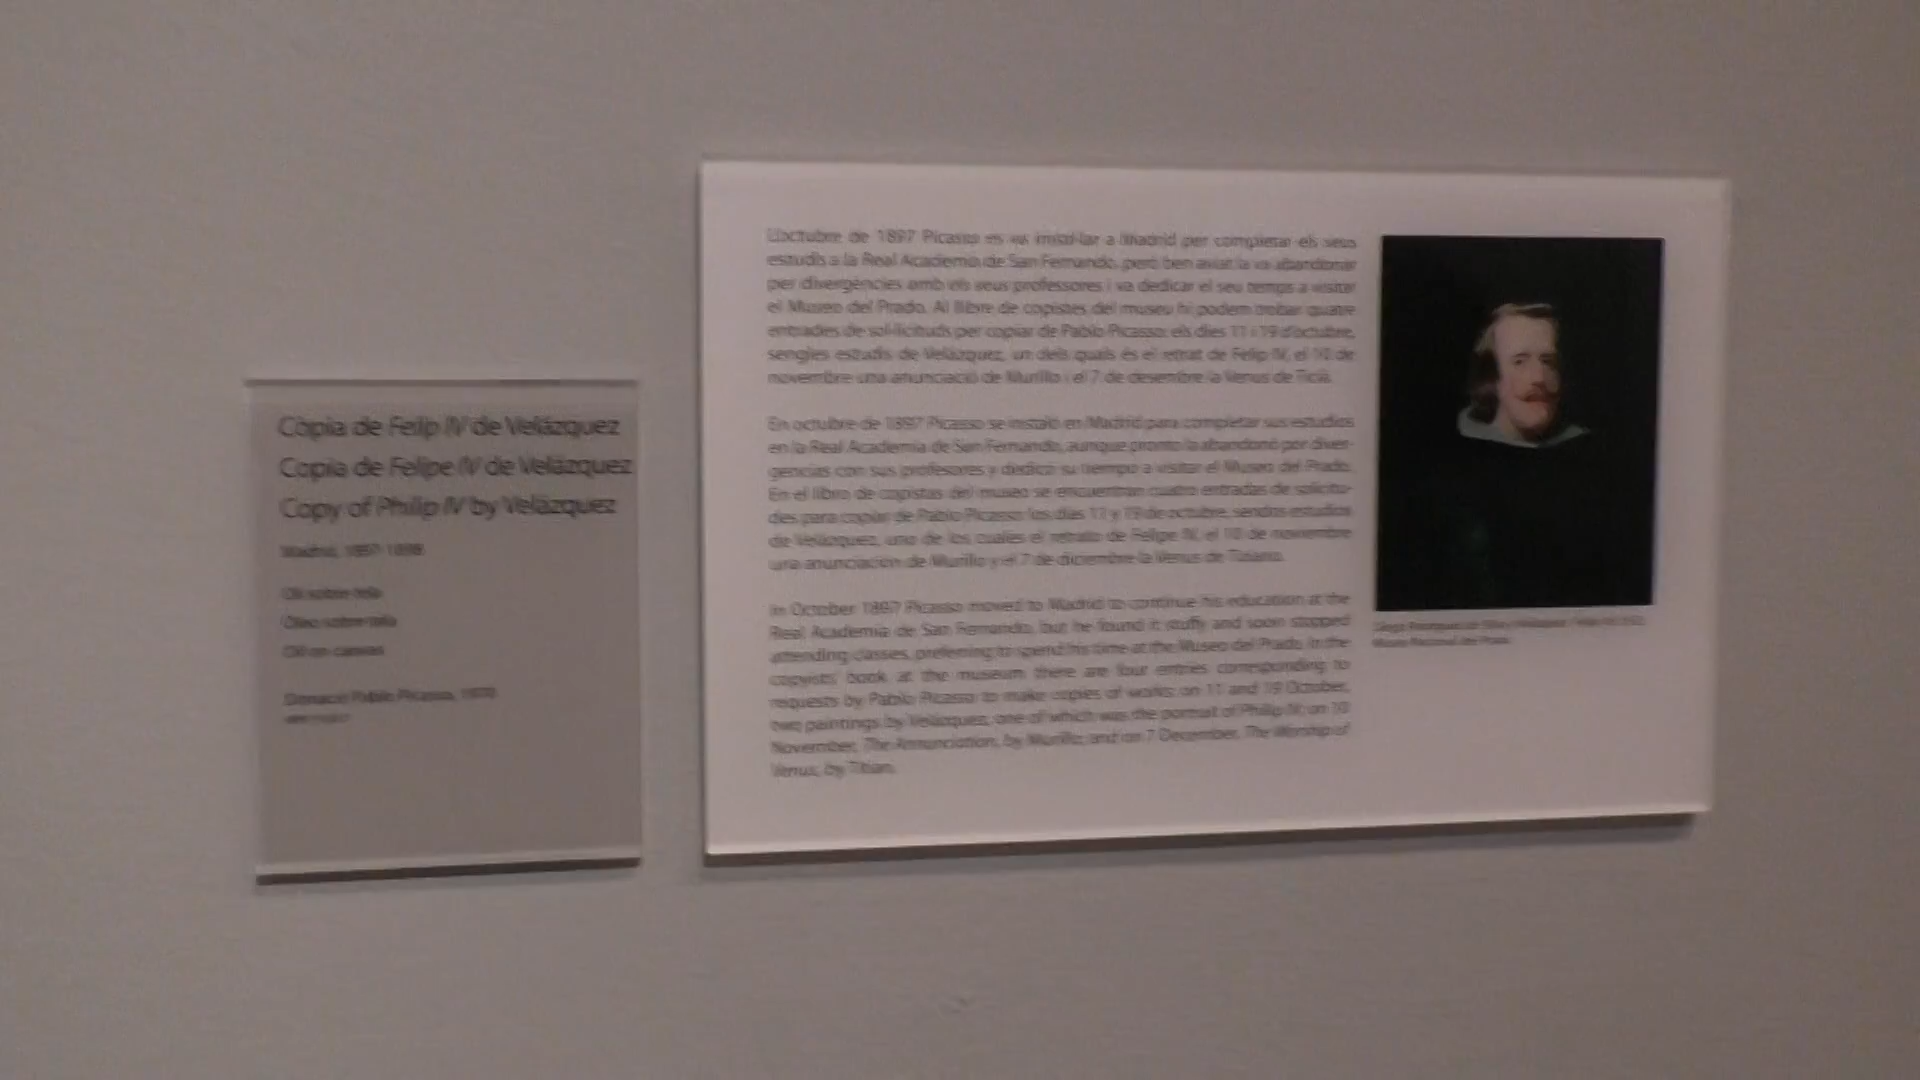 Còpia de Felip IV de Velázquez
Copia de Felipe IV de Velázquez
Copy of Philip IV by Velázquez
Madrid, 1897-1898
Oli sobre tela
Óleo sobre tela
Oil on canvas
Donació Pablo Picasso, 1970
L'octubre de 1897 Picasso es va instal·lar a Madrid per completar els seus
estudis a la Real Academia de San Fernando, però ben aviat la va abandonar
per divergències amb els seus professors i va dedicar el seu temps a visitar
el Museo del Prado. Al llibre de copistes del museu hi podem trobar quatre
entrades de sol·licituds per copiar de Pablo Picasso: els dies 11 i 19 d'octubre,
sengles estudis de Velázquez, un dels quals és el retrat de Felip IV, el 10 de
novembre una anunciació de Murillo i el 7 de desembre la Venus de Ticià.
En octubre de 1897 Picasso se instaló en Madrid para completar sus estudios
en la Real Academia de San Fernando, aunque pronto la abandonó por diver-
gencias con sus profesores y dedicó su tiempo a visitar el Museo del Prado.
En el libro de copistas del museo se encuentran cuatro entradas de solicitu-
des para copiar de Pablo Picasso: los días 11 y 19 de octubre, sendos estudios
de Velázquez, uno de los cuales el retrato de Felipe IV, el 10 de noviembre
una anunciación de Murillo y el 7 de diciembre la Venus de Tiziano.
In October 1897 Picasso moved to Madrid to continue his education at the
Real Academia de San Fernando, but he found it stuffy and soon stopped
attending classes, preferring to spend his time at the Museo del Prado. In the
copyists' book at the museum there are four entries corresponding to
requests by Pablo Picasso to make copies of works: on 11 and 19 October,
two paintings by Velázquez, one of which was the portrait of Philip IV; on 10
November, The Annunciation, by Murillo; and on 7 December, The Worship of
Venus, by Titian.
Museo Nacional del Prado